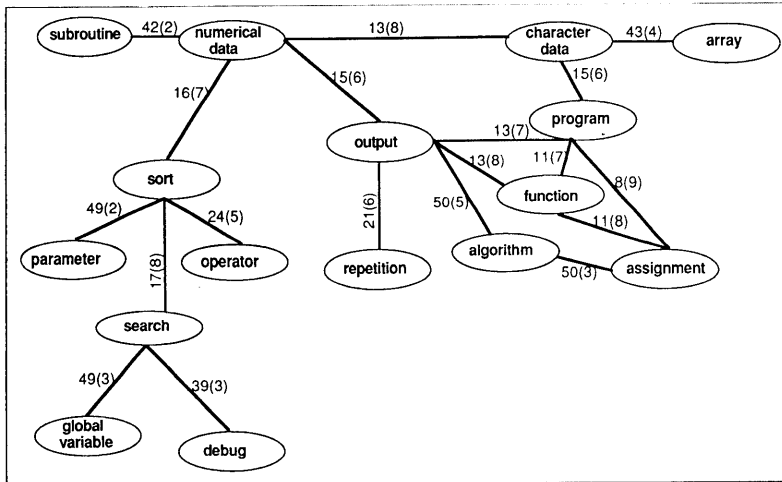 subroutine
42(2)
numerical
data
13(8)
character
data
43(4)
array
16(7)
15(6)
15(6)
program
output
13(7)
sort
13(8)
11(7)
8(9)
function
49(2)
24(5)
50(5)
21(6)
11(8)
parameter
17(8)
operator
repetition
algorithm
50(3)
assignment
search
49(3)
39(3)
global
variable
debug